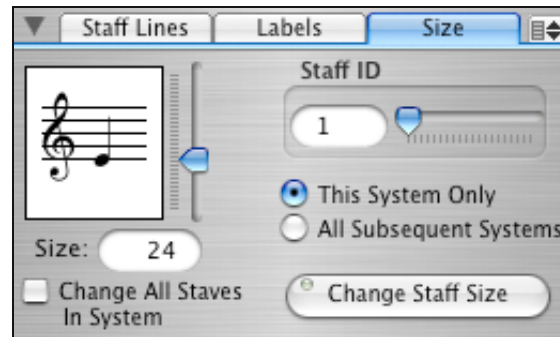 Staff Lines
Labels
Size
Staff ID
1
This System Only
All Subsequent Systems
Size: 24
Change All Staves
In System
Change Staff Size